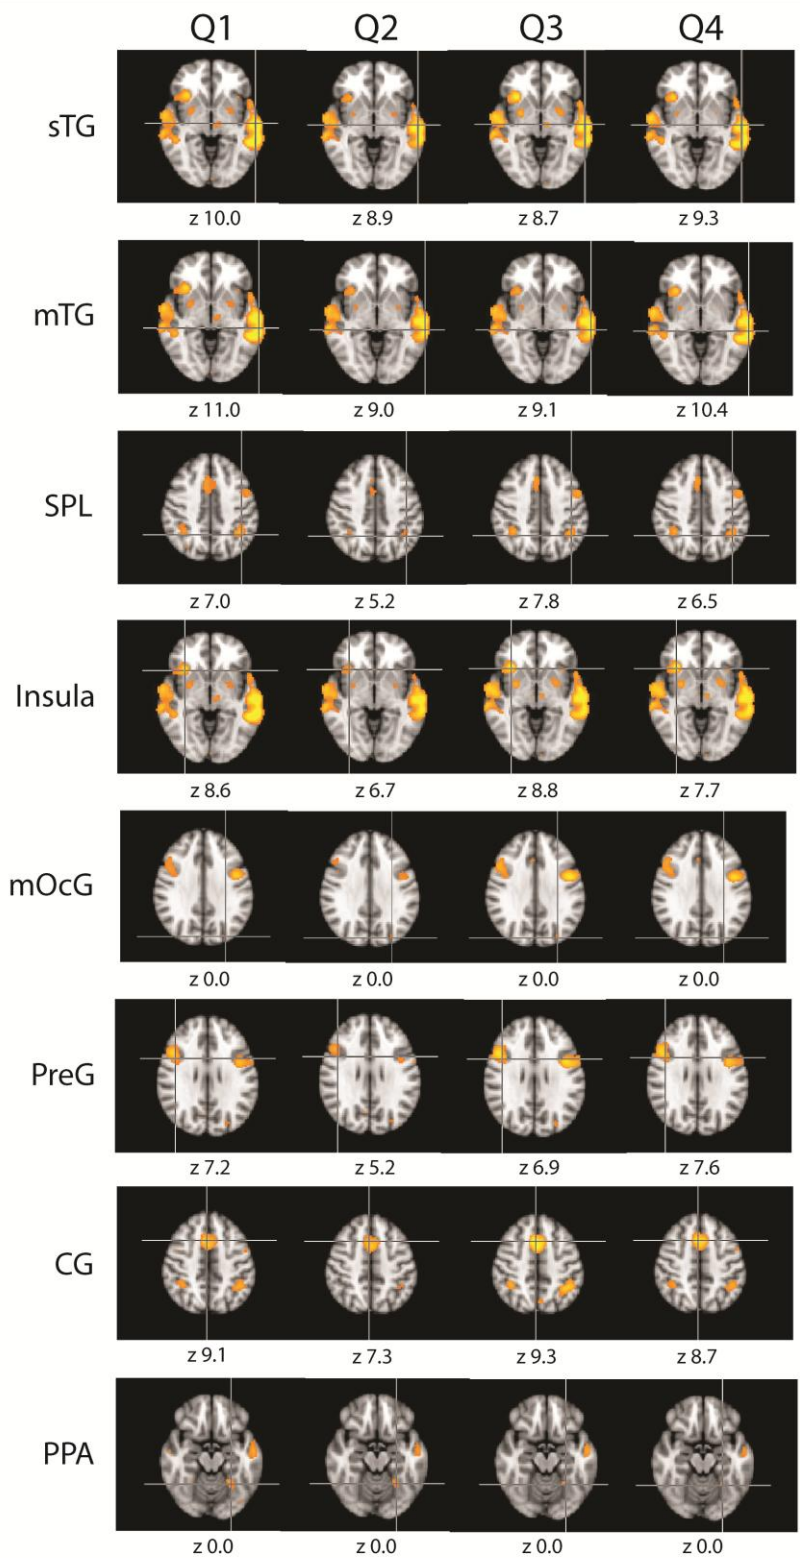 Q1 Q2 Q3 Q4
sTG
z 10.0 z 8.9 z 8.7 z 9.3
mTG
z 11.0 z 9.0 z 9.1 z 10.4
SPL
z 7.0 z 5.2 z 7.8 z 6.5
Insula
z 8.6 z 6.7 z 8.8 z 7.7
mOcG
z 0.0 z 0.0 z 0.0 z 0.0
PreG
z 7.2 z 5.2 z 6.9 z 7.6
CG
z 9.1 z 7.3 z 9.3 z 8.7
PPA
z 0.0 z 0.0 z 0.0 z 0.0